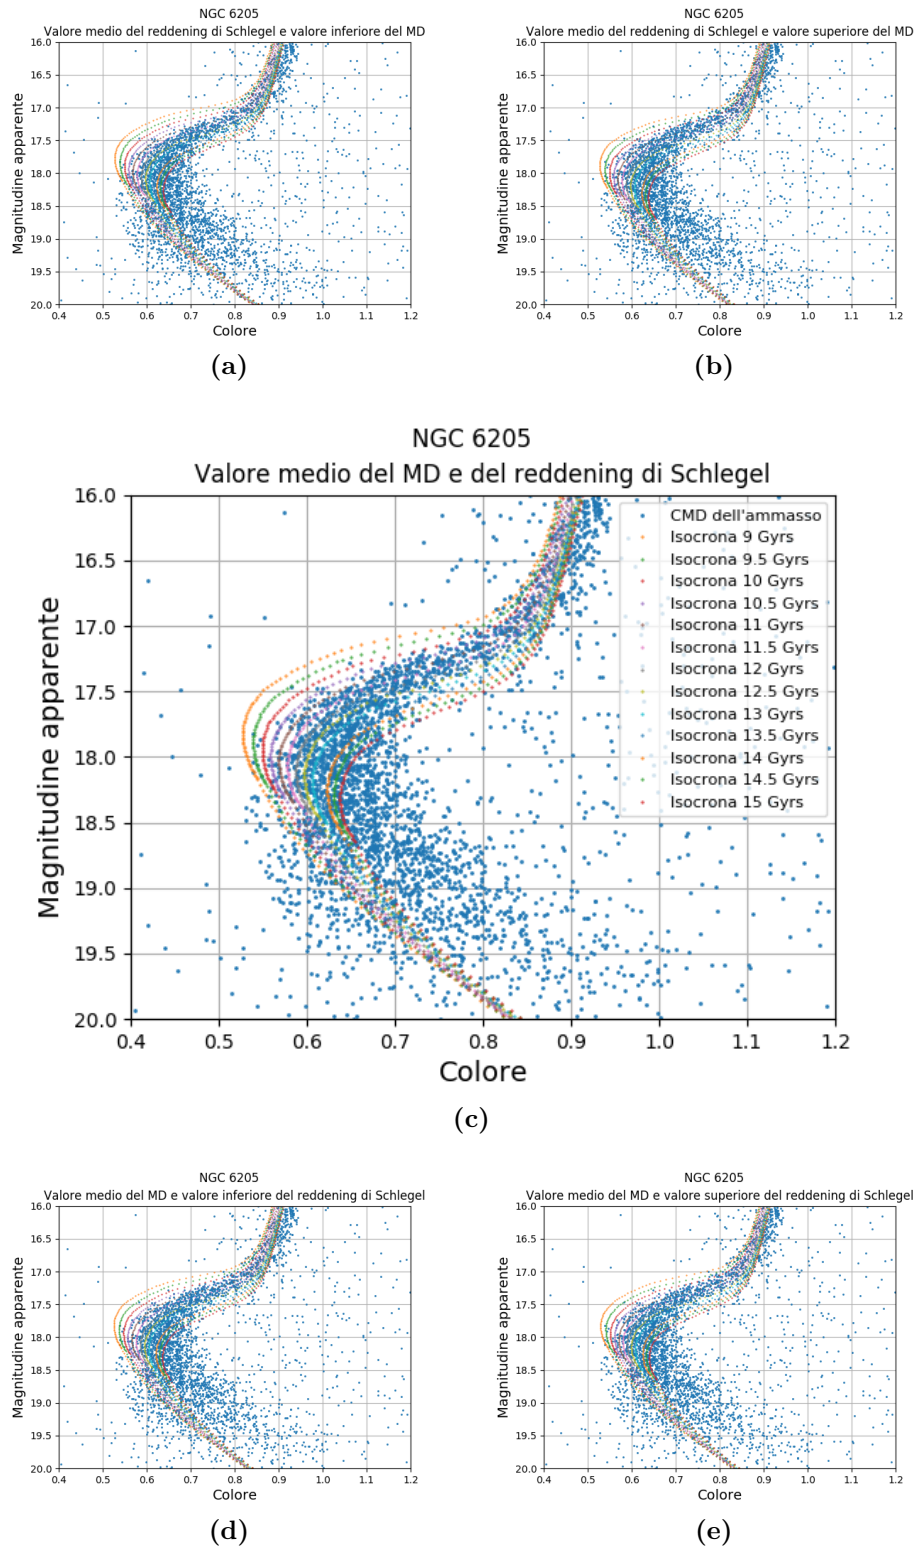 NGC 6205
Valore medio del reddening di Schlegel e valore inferiore del MD
16.0
16.5
17.0
17.5
18.0
18.5
19.0
19.5
20.0
Magnitudine apparente
0.4 0.5 0.6 0.7 0.8 0.9 1.0 1.1 1.2
Colore
(a)
NGC 6205
Valore medio del reddening di Schlegel e valore superiore del MD
16.0
16.5
17.0
17.5
18.0
18.5
19.0
19.5
20.0
Magnitudine apparente
0.4 0.5 0.6 0.7 0.8 0.9 1.0 1.1 1.2
Colore
(b)
NGC 6205
Valore medio del MD e del reddening di Schlegel
16.0
16.5
17.0
17.5
18.0
18.5
19.0
19.5
20.0
Magnitudine apparente
CMD dell'ammasso
Isocrona 9 Gyrs
Isocrona 9.5 Gyrs
Isocrona 10 Gyrs
Isocrona 10.5 Gyrs
Isocrona 11 Gyrs
Isocrona 11.5 Gyrs
Isocrona 12 Gyrs
Isocrona 12.5 Gyrs
Isocrona 13 Gyrs
Isocrona 13.5 Gyrs
Isocrona 14 Gyrs
Isocrona 14.5 Gyrs
Isocrona 15 Gyrs
0.4 0.5 0.6 0.7 0.8 0.9 1.0 1.1 1.2
Colore
(c)
NGC 6205
Valore medio del MD e valore inferiore del reddening di Schlegel
16.0
16.5
17.0
17.5
18.0
18.5
19.0
19.5
20.0
Magnitudine apparente
0.4 0.5 0.6 0.7 0.8 0.9 1.0 1.1 1.2
Colore
(d)
NGC 6205
Valore medio del MD e valore superiore del reddening di Schlegel
16.0
16.5
17.0
17.5
18.0
18.5
19.0
19.5
20.0
Magnitudine apparente
0.4 0.5 0.6 0.7 0.8 0.9 1.0 1.1 1.2
Colore
(e)